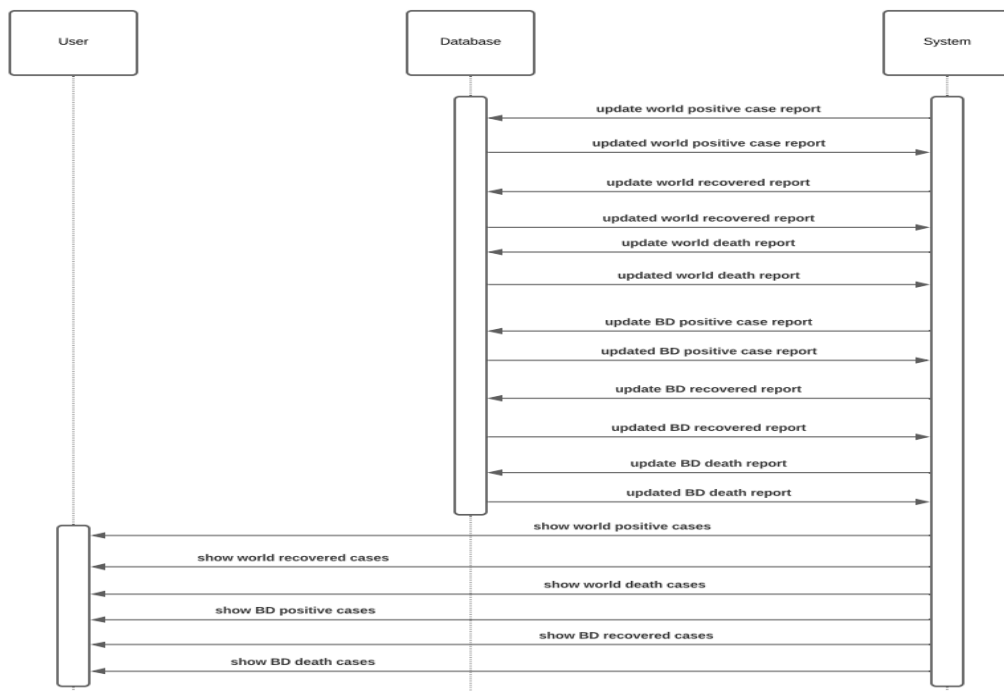 User
Database
System
update world positive case report
updated world positive case report
update world recovered report
updated world recovered report
update world death report
updated world death report
update BD positive case report
updated BD positive case report
update BD recovered report
updated BD recovered report
update BD death report
updated BD death report
show world positive cases
show world recovered cases
show world death cases
show BD positive cases
show BD recovered cases
show BD death cases